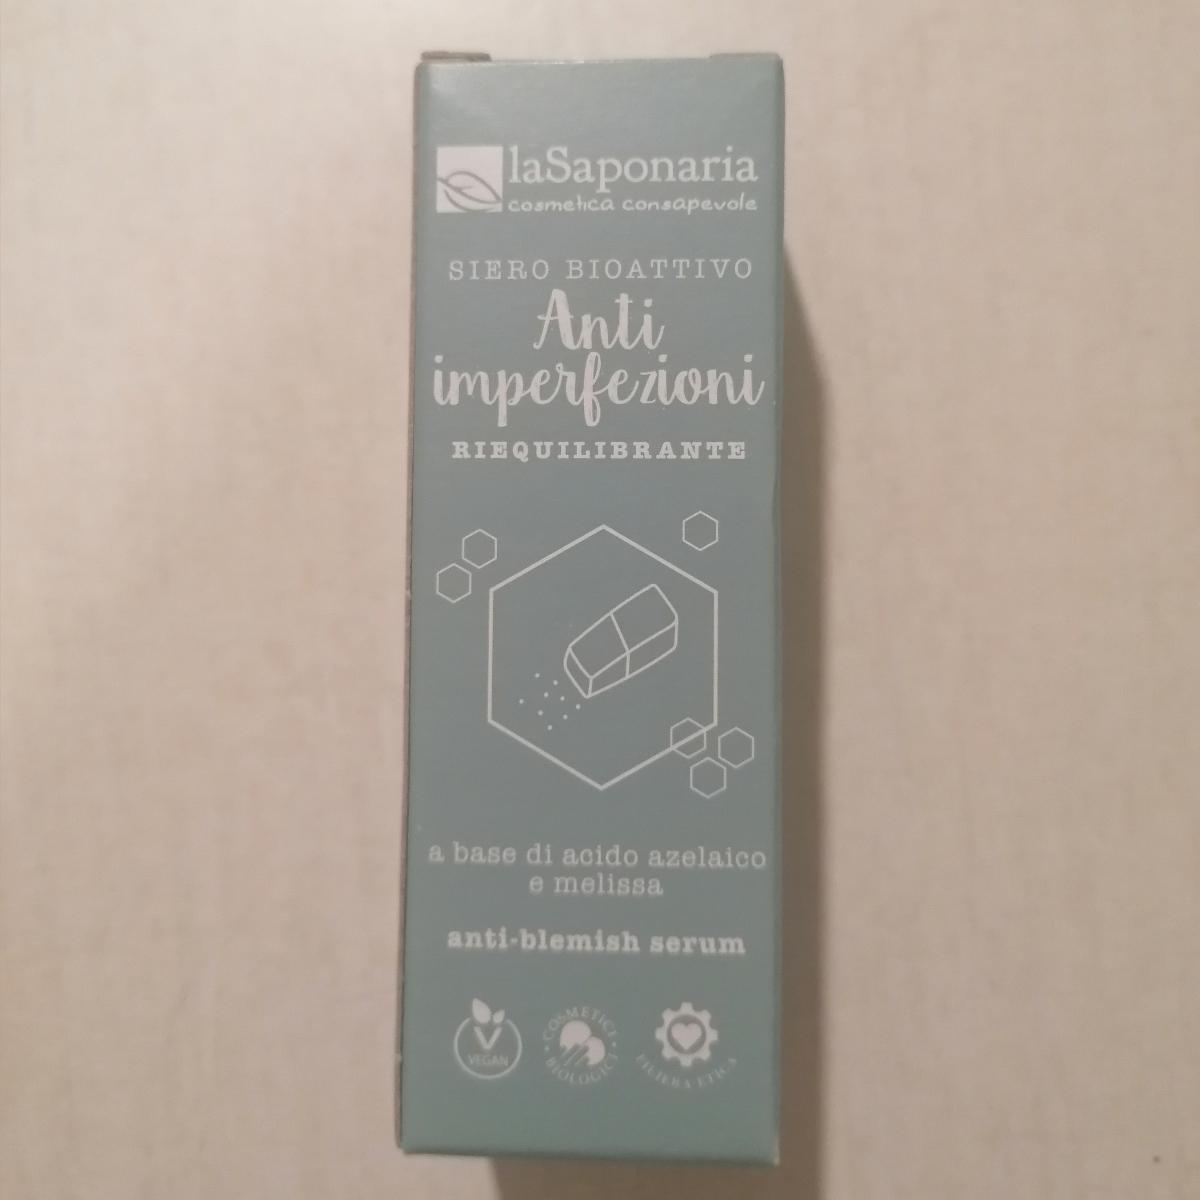 laSaponaria
cosmetica consapevole
SIERO BIOATTIVO
Anti
imperfezioni
RIEQUILIBRANTE
a base di acido azelaico
e melissa
anti-blemish serum
VEGAN
COSMETICI BIOLOGICI
FILIERA ETICA